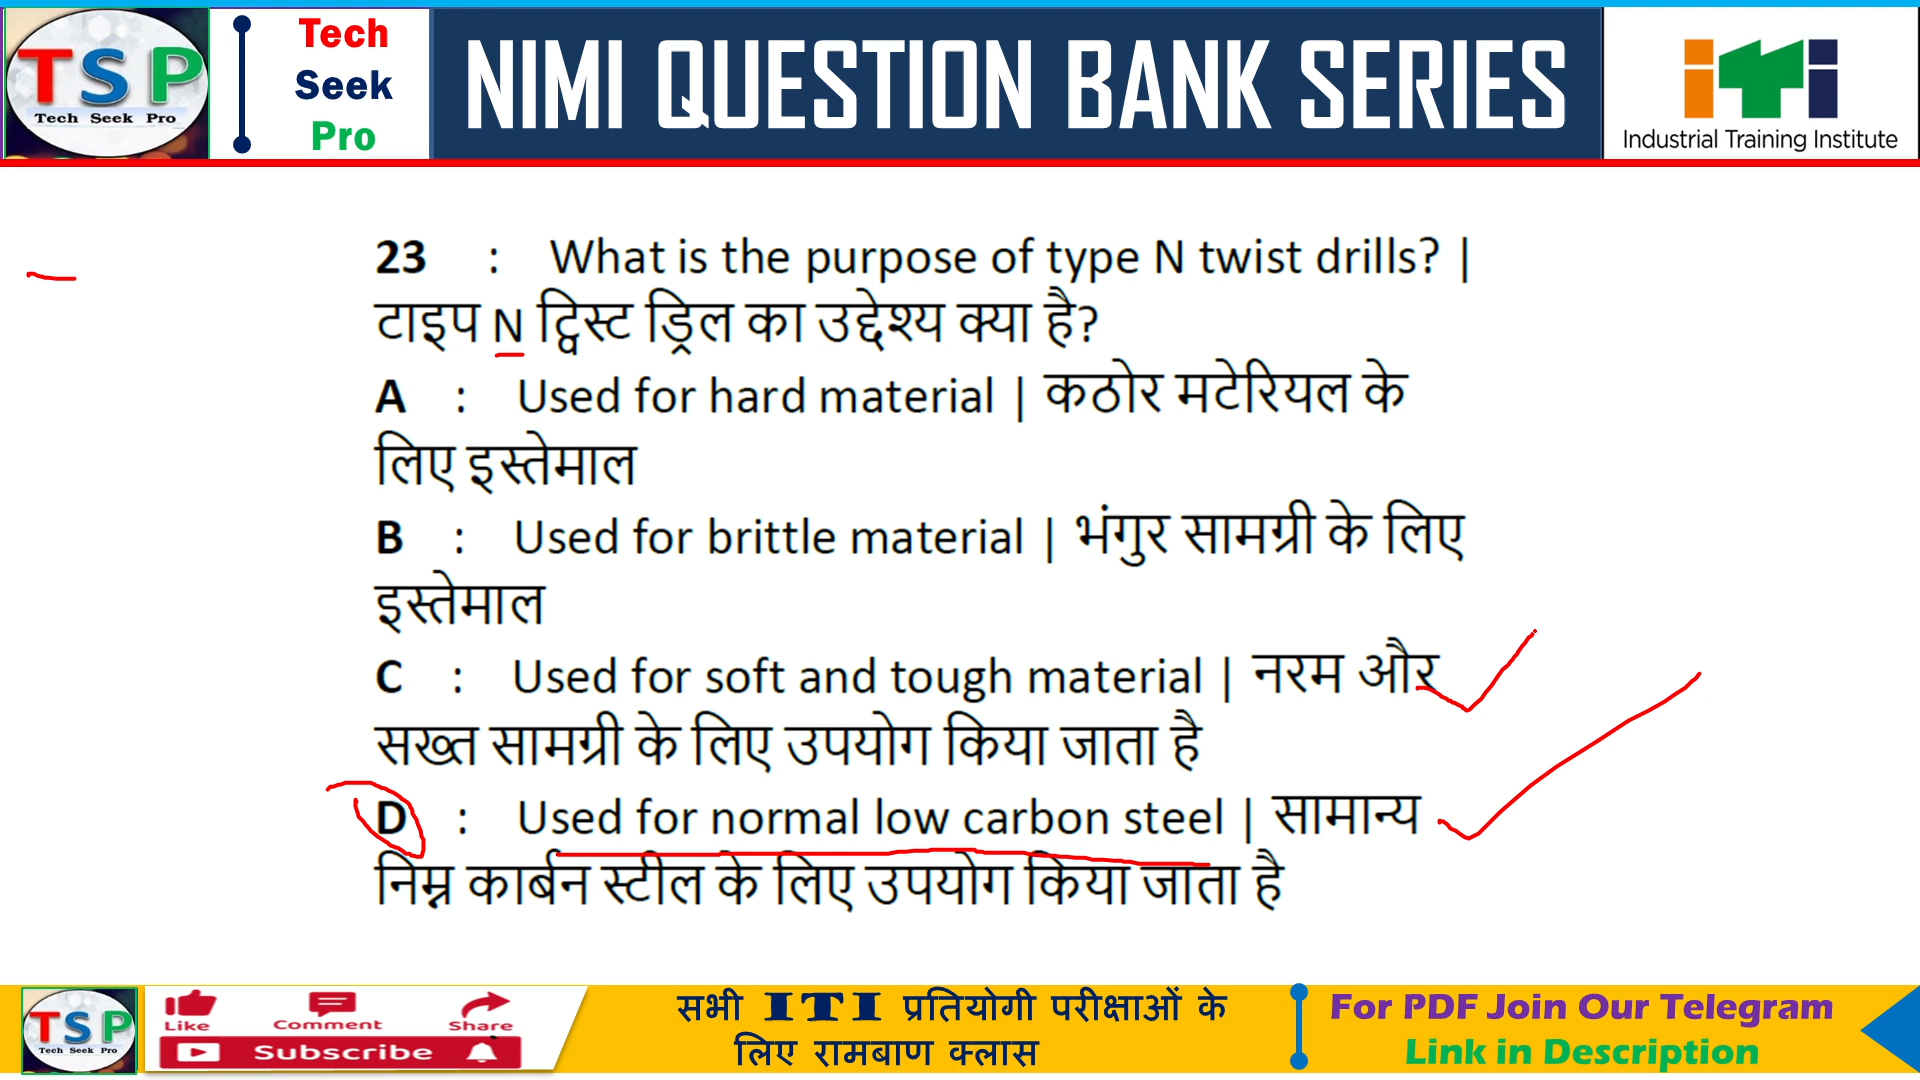 TSP
Tech Seek Pro
Tech
Seek
Pro
NIMI QUESTION BANK SERIES
iTi
Industrial Training Institute
23 : What is the purpose of type N twist drills? |
टाइप N ट्विस्ट ड्रिल का उद्देश्य क्या है?
A : Used for hard material | कठोर मटेरियल के
लिए इस्तेमाल
B : Used for brittle material | भंगुर सामग्री के लिए
इस्तेमाल
C : Used for soft and tough material | नरम और
सख्त सामग्री के लिए उपयोग किया जाता है
D : Used for normal low carbon steel | सामान्य
निम्न कार्बन स्टील के लिए उपयोग किया जाता है
TSP
Tech Seek Pro
Like Comment Share
Subscribe
सभी ITI प्रतियोगी परीक्षाओं के
लिए रामबाण क्लास
For PDF Join Our Telegram
Link in Description